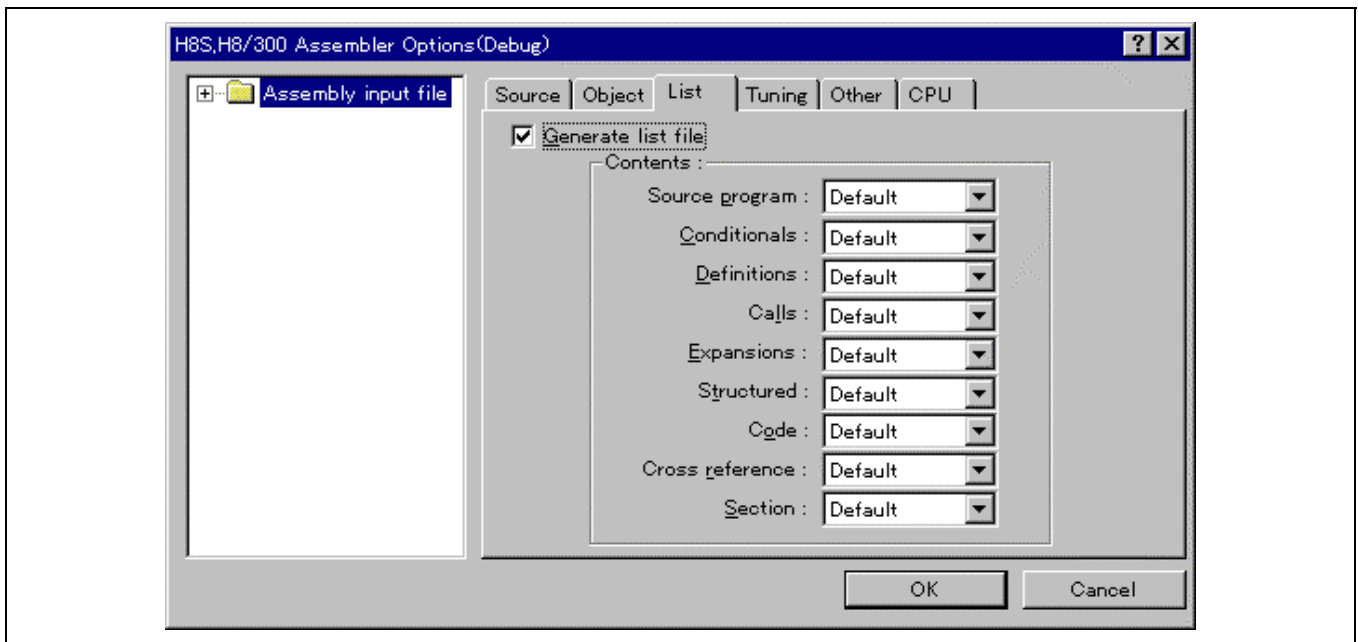 H8S,H8/300 Assembler Options(Debug)
Assembly input file
Source Object List Tuning Other CPU
Generate list file
Contents :
Source program : Default
Conditionals : Default
Definitions : Default
Calls : Default
Expansions : Default
Structured : Default
Code : Default
Cross reference : Default
Section : Default
OK Cancel